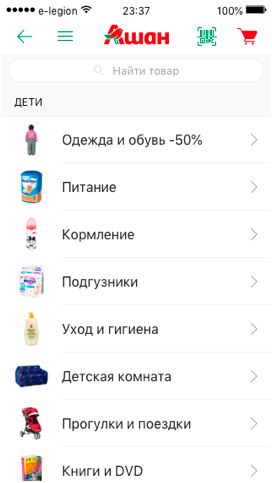 e-legion 23:37 100%
Ашан
Найти товар
ДЕТИ
Одежда и обувь -50%
Питание
Кормление
Подгузники
Уход и гигиена
Детская комната
Прогулки и поездки
Книги и DVD